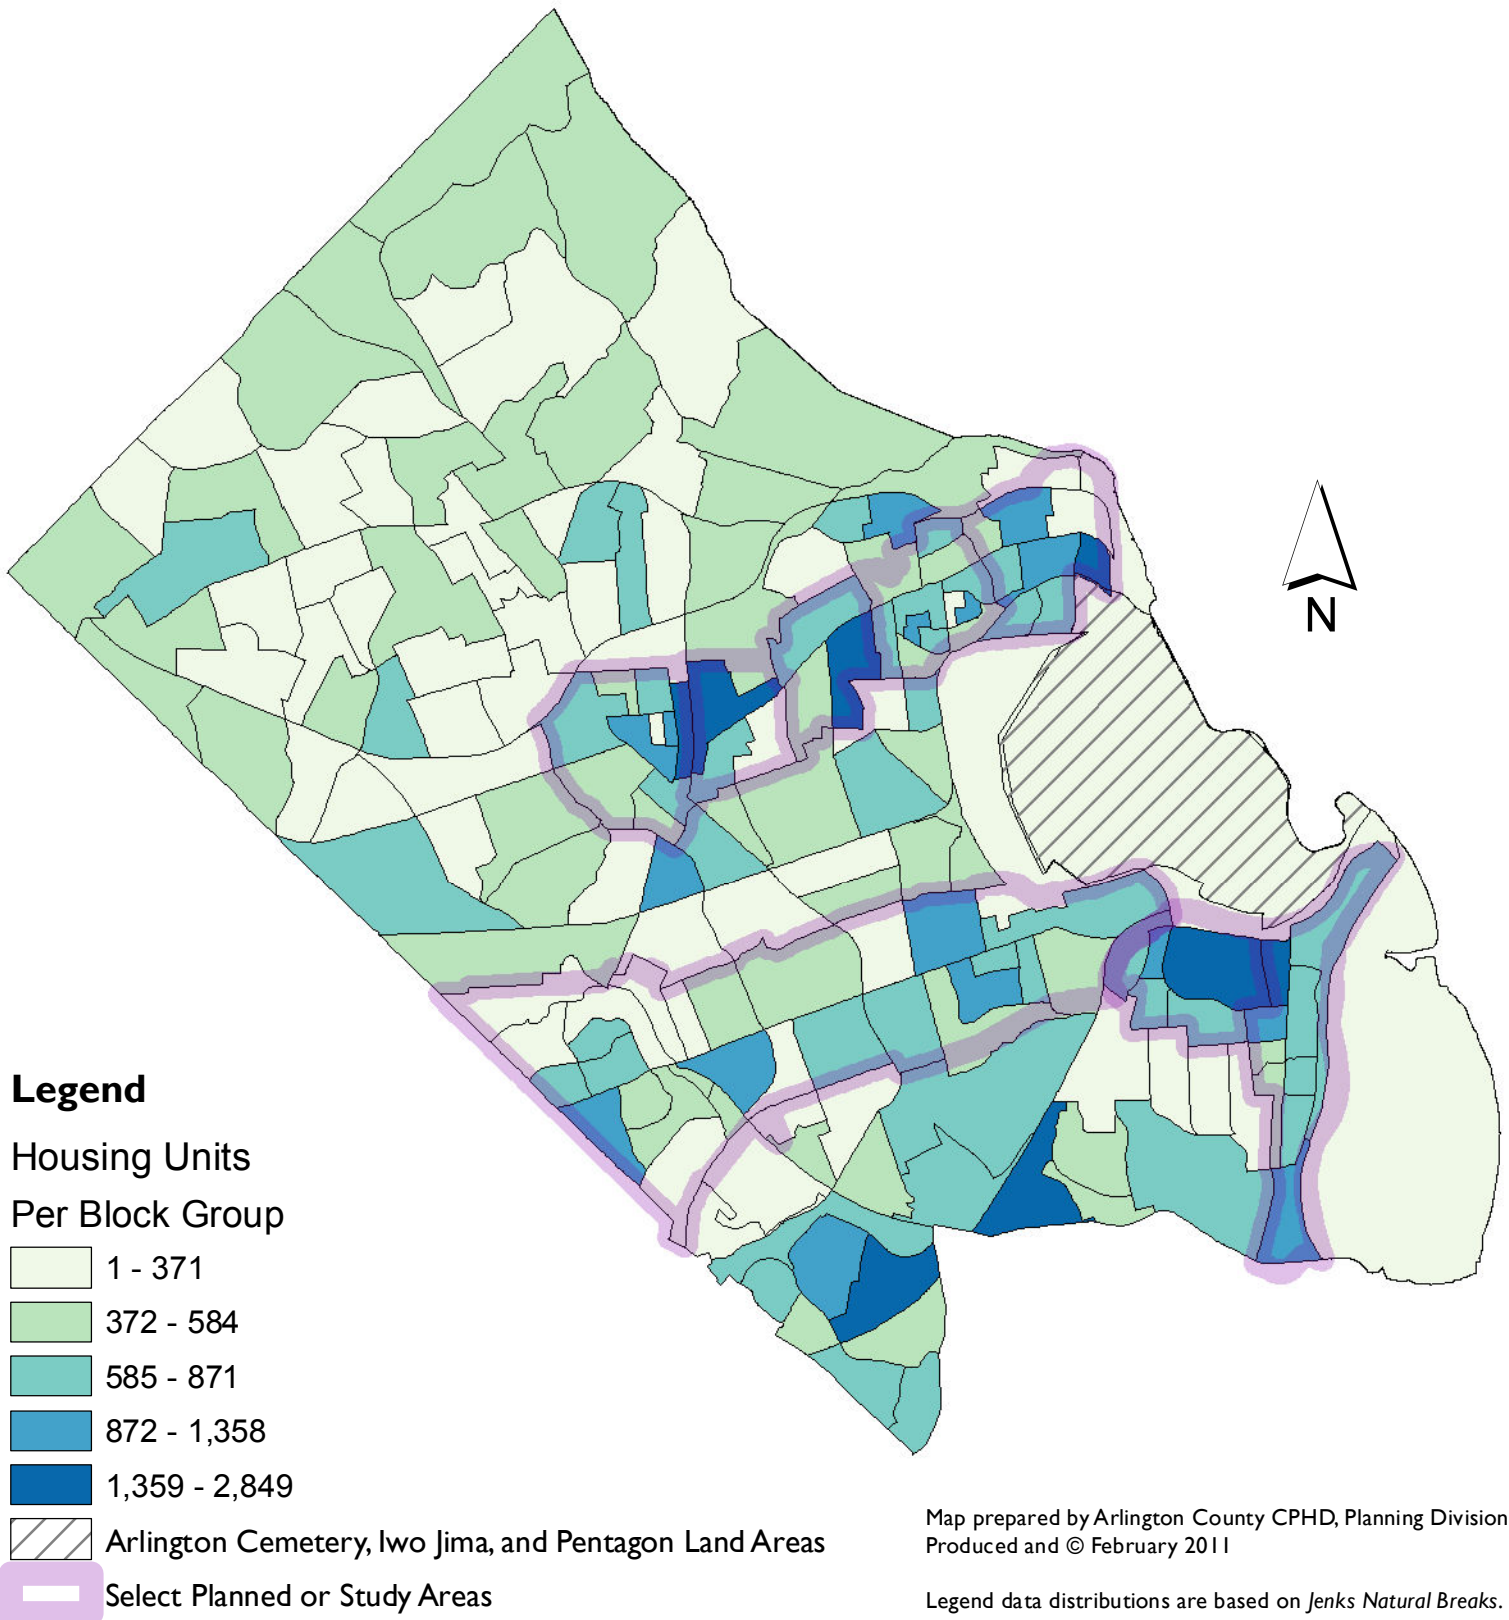 N
Legend
Housing Units
Per Block Group
1 - 371
372 - 584
585 - 871
872 - 1,358
1,359 - 2,849
Arlington Cemetery, Iwo Jima, and Pentagon Land Areas
Select Planned or Study Areas
Map prepared by Arlington County CPHD, Planning Division
Produced and © February 2011
Legend data distributions are based on Jenks Natural Breaks.